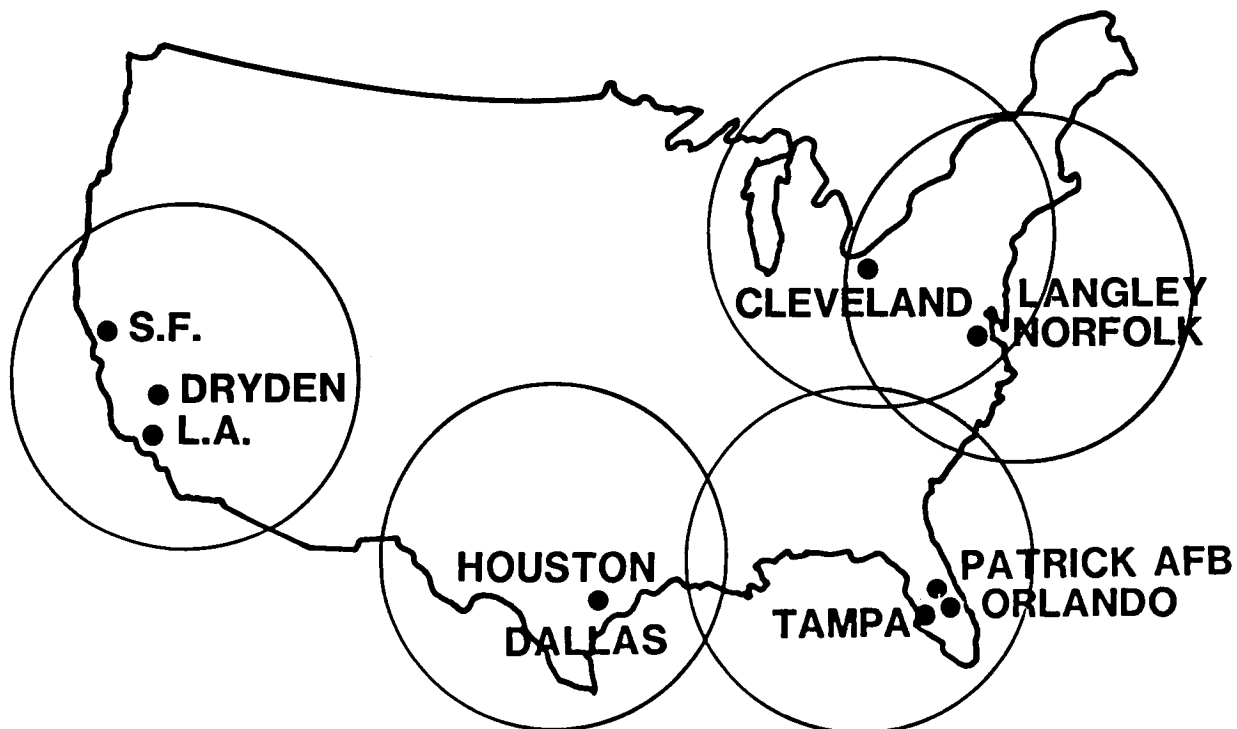 CLEVELAND
LANGLEY
NORFOLK
S.F.
DRYDEN
L.A.
HOUSTON
DALLAS
PATRICK AFB
ORLANDO
TAMPA